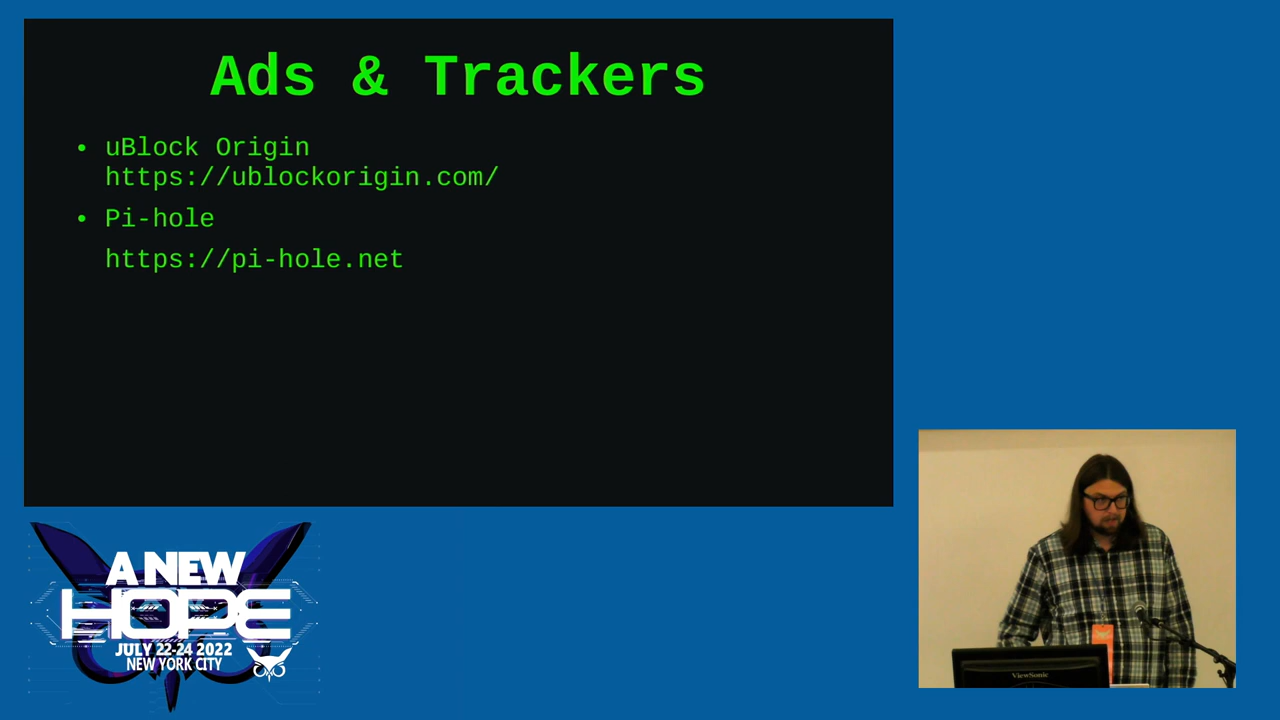 Ads & Trackers
• uBlock Origin
https://ublockorigin.com/
• Pi-hole
https://pi-hole.net
A NEW
HOPE
JULY 22-24 2022
NEW YORK CITY
ViewSonic